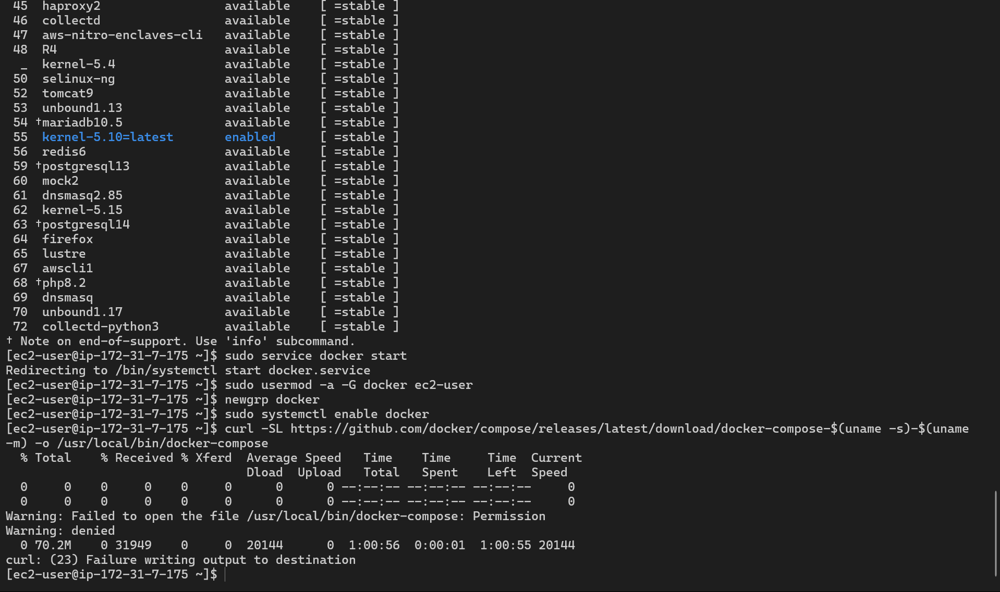 45  haproxy2                 available    [ =stable ]
46  collectd                 available    [ =stable ]
47  aws-nitro-enclaves-cli   available    [ =stable ]
48  R4                       available    [ =stable ]
 _  kernel-5.4               available    [ =stable ]
50  selinux-ng               available    [ =stable ]
52  tomcat9                  available    [ =stable ]
53  unbound1.13              available    [ =stable ]
54 †mariadb10.5              available    [ =stable ]
55  kernel-5.10=latest       enabled      [ =stable ]
56  redis6                   available    [ =stable ]
59 †postgresql13             available    [ =stable ]
60  mock2                    available    [ =stable ]
61  dnsmasq2.85              available    [ =stable ]
62  kernel-5.15              available    [ =stable ]
63 †postgresql14             available    [ =stable ]
64  firefox                  available    [ =stable ]
65  lustre                   available    [ =stable ]
67  awscli1                  available    [ =stable ]
68 †php8.2                   available    [ =stable ]
69  dnsmasq                  available    [ =stable ]
70  unbound1.17              available    [ =stable ]
72  collectd-python3         available    [ =stable ]
† Note on end-of-support. Use 'info' subcommand.
[ec2-user@ip-172-31-7-175 ~]$ sudo service docker start
Redirecting to /bin/systemctl start docker.service
[ec2-user@ip-172-31-7-175 ~]$ sudo usermod -a -G docker ec2-user
[ec2-user@ip-172-31-7-175 ~]$ newgrp docker
[ec2-user@ip-172-31-7-175 ~]$ sudo systemctl enable docker
[ec2-user@ip-172-31-7-175 ~]$ curl -SL https://github.com/docker/compose/releases/latest/download/docker-compose-$(uname -s)-$(uname
-m) -o /usr/local/bin/docker-compose
  % Total    % Received % Xferd  Average Speed   Time    Time     Time  Current
                                 Dload  Upload   Total   Spent    Left  Speed
  0     0    0     0    0     0      0      0 --:--:-- --:--:-- --:--:--     0
  0     0    0     0    0     0      0      0 --:--:-- --:--:-- --:--:--     0
Warning: Failed to open the file /usr/local/bin/docker-compose: Permission
Warning: denied
  0 70.2M    0 31949    0     0  20144      0  1:00:56  0:00:01  1:00:55 20144
curl: (23) Failure writing output to destination
[ec2-user@ip-172-31-7-175 ~]$